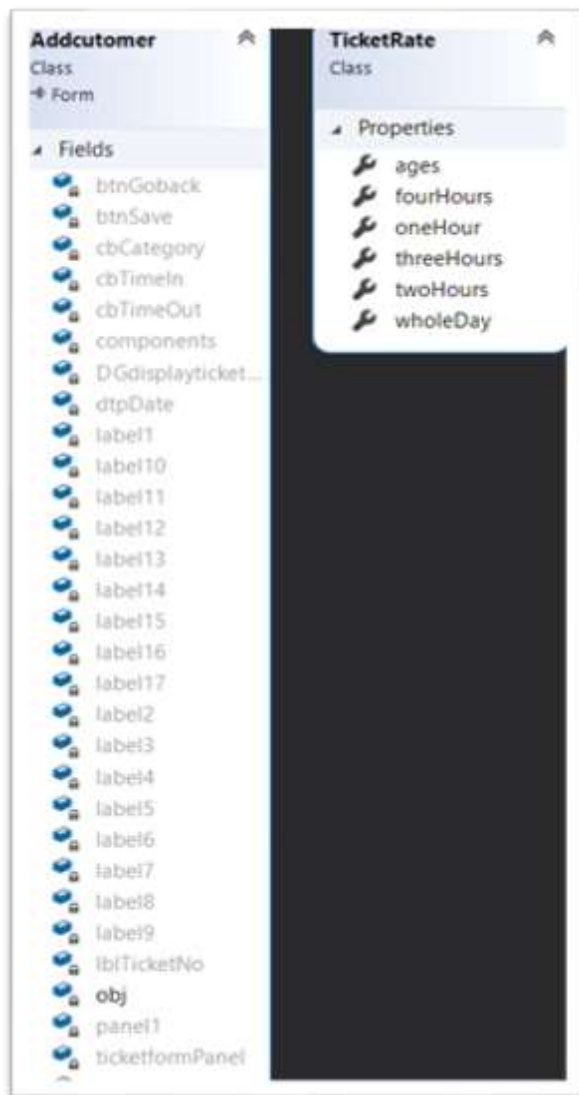 Addcutomer
Class
Form
Fields
btnGoback
btnSave
cbCategory
cbTimeIn
cbTimeOut
components
DGdisplayticket...
dtpDate
label1
label10
label11
label12
label13
label14
label15
label16
label17
label2
label3
label4
label5
label6
label7
label8
label9
lblTicketNo
obj
panel1
ticketformPanel
TicketRate
Class
Properties
ages
fourHours
oneHour
threeHours
twoHours
wholeDay